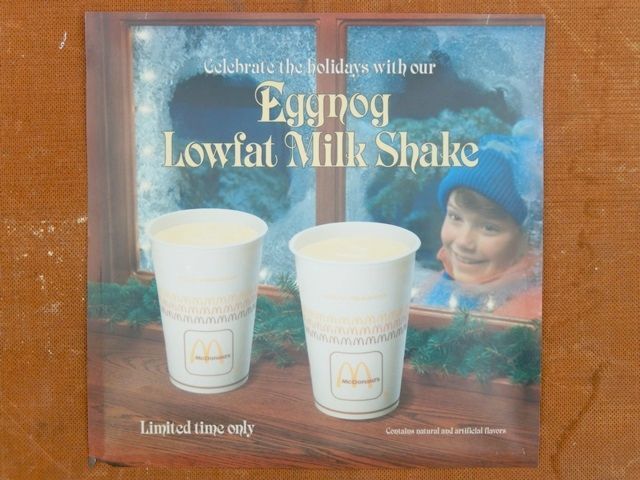 Celebrate the holidays with our
Eggnog
Lowfat Milk Shake
McDonald's
McDonald's
Limited time only
Contains natural and artificial flavors